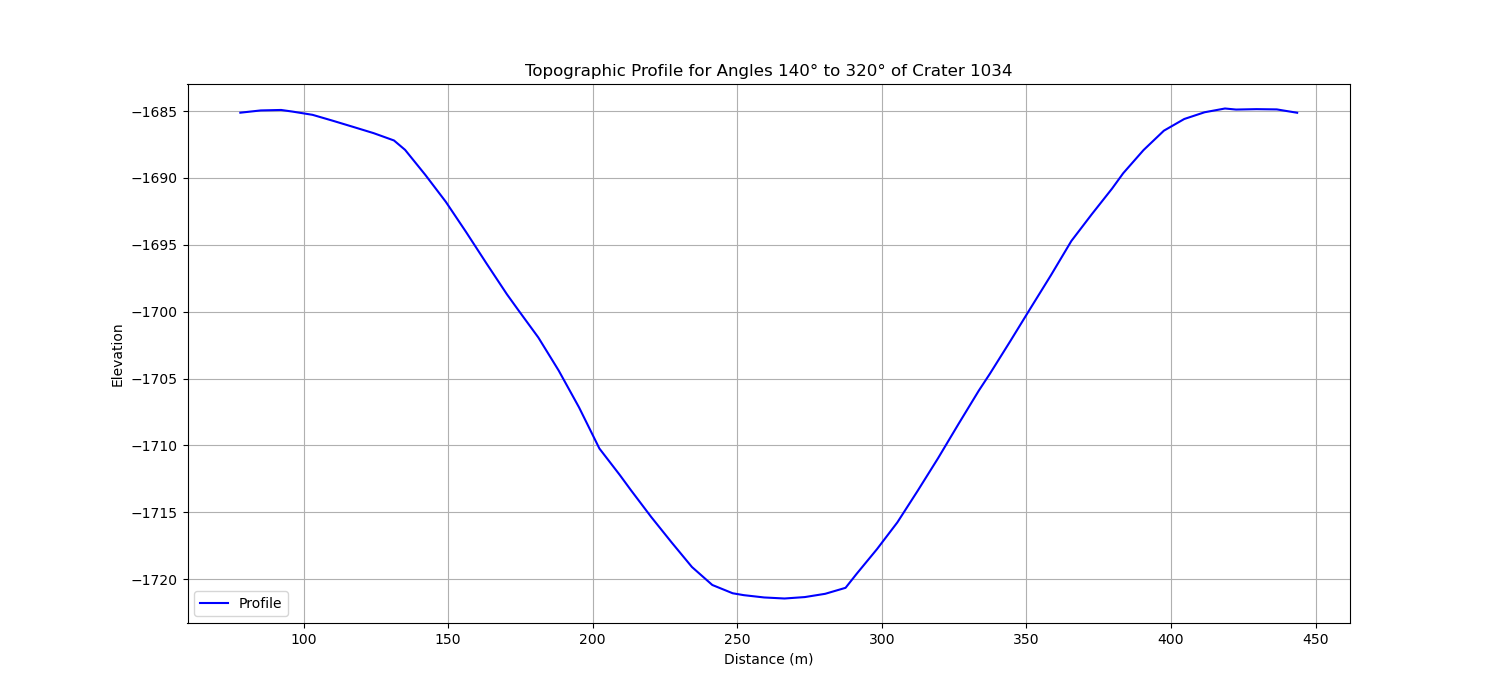 Topographic Profile for Angles 140° to 320° of Crater 1034
−1685
−1690
−1695
−1700
−1705
−1710
−1715
−1720
Elevation
Profile
100 150 200 250 300 350 400 450
Distance (m)